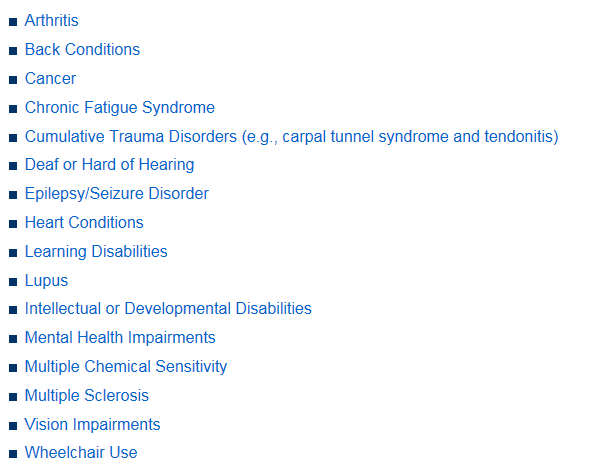 Arthritis
Back Conditions
Cancer
Chronic Fatigue Syndrome
Cumulative Trauma Disorders (e.g., carpal tunnel syndrome and tendonitis)
Deaf or Hard of Hearing
Epilepsy/Seizure Disorder
Heart Conditions
Learning Disabilities
Lupus
Intellectual or Developmental Disabilities
Mental Health Impairments
Multiple Chemical Sensitivity
Multiple Sclerosis
Vision Impairments
Wheelchair Use